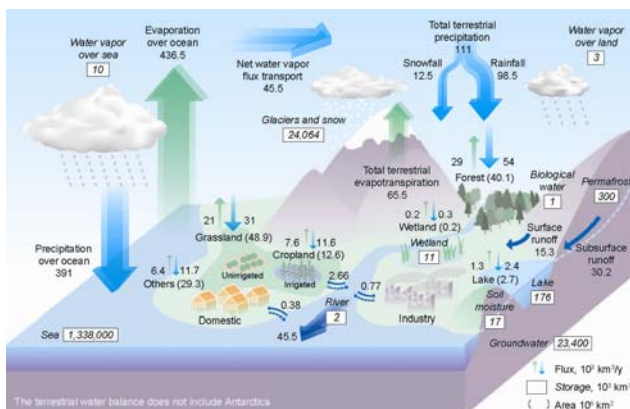 Water vapor
over sea
10
Evaporation
over ocean
436.5
Net water vapor
flux transport
45.5
Glaciers and snow
24,064
Total terrestrial
precipitation
111
Snowfall
12.5
Rainfall
98.5
Water vapor
over land
3
Total terrestrial
evapotranspiration
65.5
29
54
Forest (40.1)
Biological
water
1
Permafrost
300
21
31
Grassland (48.9)
0.2
0.3
Wetland (0.2)
Wetland
11
Surface
runoff
15.3
Subsurface
runoff
30.2
Precipitation
over ocean
391
6.4
11.7
Others (29.3)
7.6
11.6
Cropland (12.6)
Unirrigated
Irrigated
2.66
0.77
1.3
2.4
Lake (2.7)
Lake
176
Soil
moisture
17
Domestic
0.38
River
2
Industry
45.5
Sea
1,338,000
Groundwater
23,400
Flux, 10³ km³/y
Storage, 10³ km³
Area 10⁶ km²
The terrestrial water balance does not include Antarctica